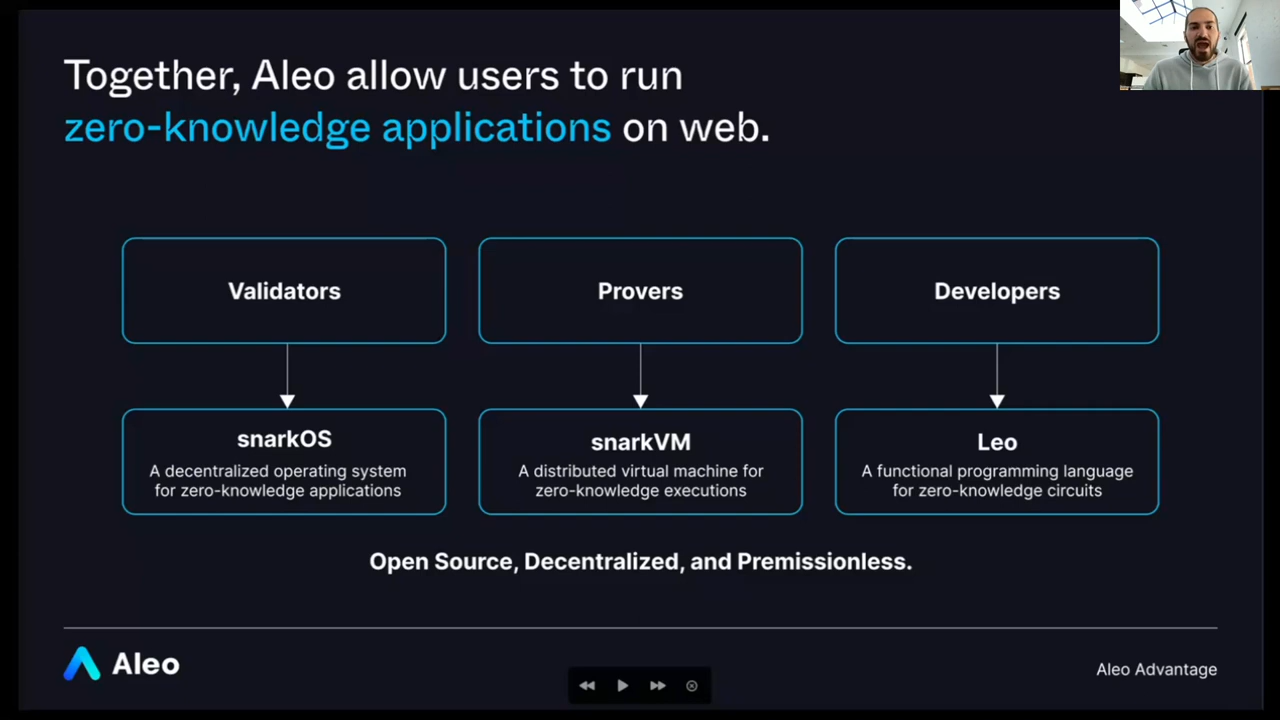 Together, Aleo allow users to run
zero-knowledge applications on web.
Validators
Provers
Developers
snarkOS
A decentralized operating system
for zero-knowledge applications
snarkVM
A distributed virtual machine for
zero-knowledge executions
Leo
A functional programming language
for zero-knowledge circuits
Open Source, Decentralized, and Premissionless.
Aleo
Aleo Advantage